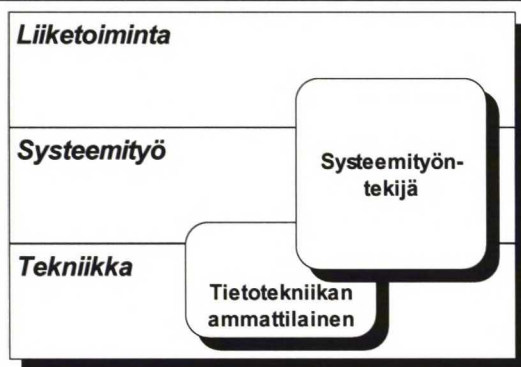 Liiketoiminta
Systeemityö
Systeemityön-
tekijä
Tekniikka
Tietotekniikan
ammattilainen